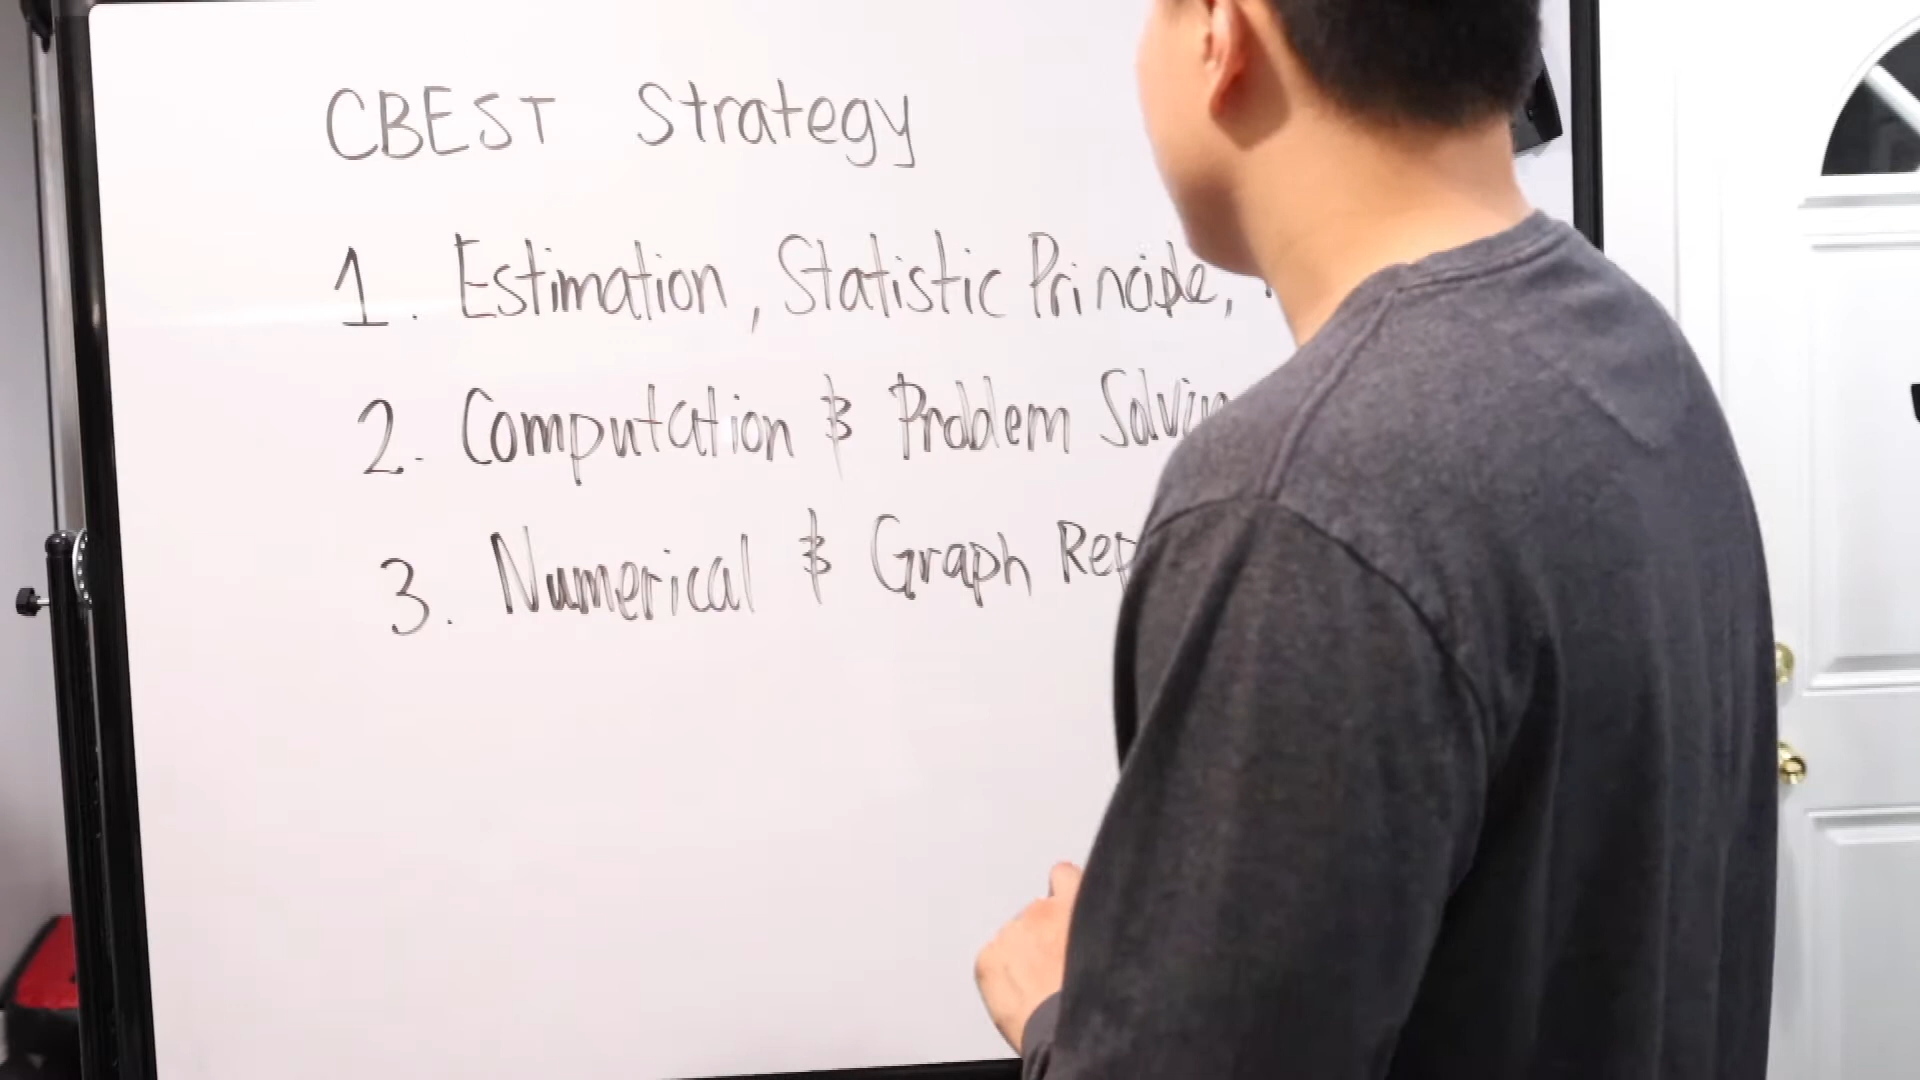 CBEST Strategy
1. Estimation, Statistic Principle,
2. Computation & Problem
3. Numerical & Graph